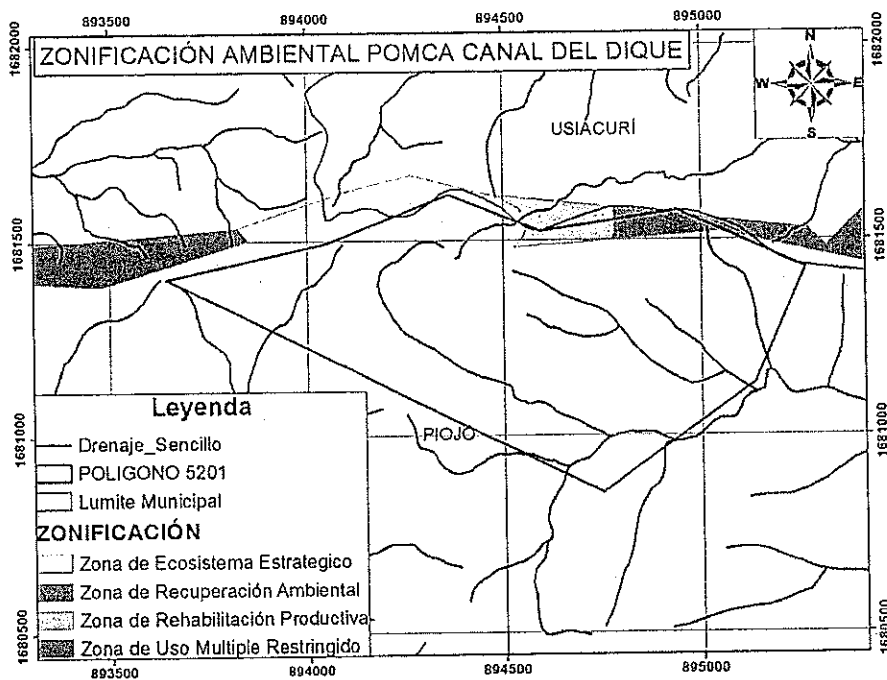 893500 894000 894500 895000
1682000 1682000
ZONIFICACIÓN AMBIENTAL POMCA CANAL DEL DIQUE
N
W E
S
USIACURÍ
1681500 1681500
Leyenda
Drenaje_Sencillo
POLIGONO 5201
Lumite Municipal
ZONIFICACIÓN
Zona de Ecosistema Estrategico
Zona de Recuperación Ambiental
Zona de Rehabilitación Productiva
Zona de Uso Multiple Restringido
PIOJÓ
1681000 1681000
1680500 1680500
893500 894000 894500 895000